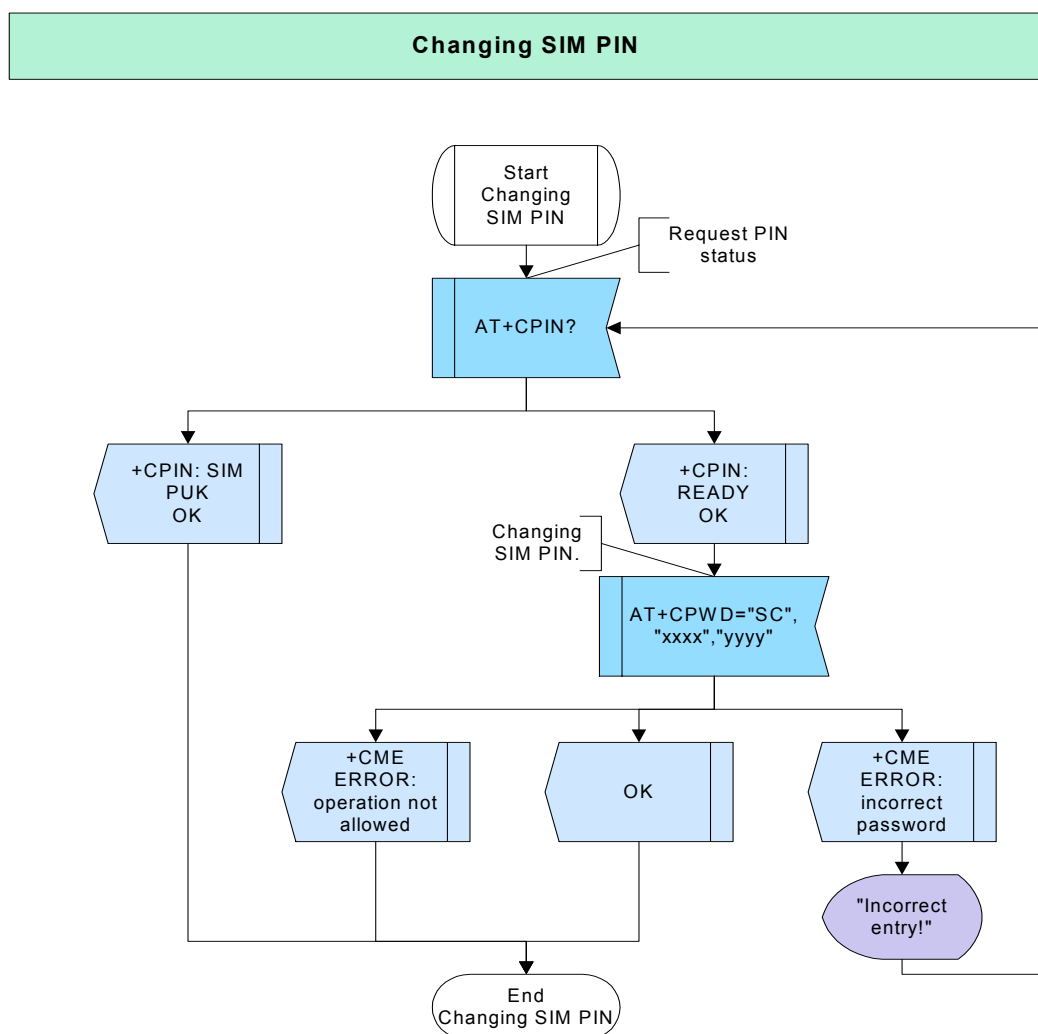 Changing SIM PIN
Start
Changing
SIM PIN
Request PIN
status
AT+CPIN?
+CPIN: SIM
PUK
OK
+CPIN:
READY
OK
Changing
SIM PIN.
AT+CPWD="SC",
"xxxx","yyyy"
+CME
ERROR:
operation not
allowed
OK
+CME
ERROR:
incorrect
password
"Incorrect
entry!"
End
Changing SIM PIN